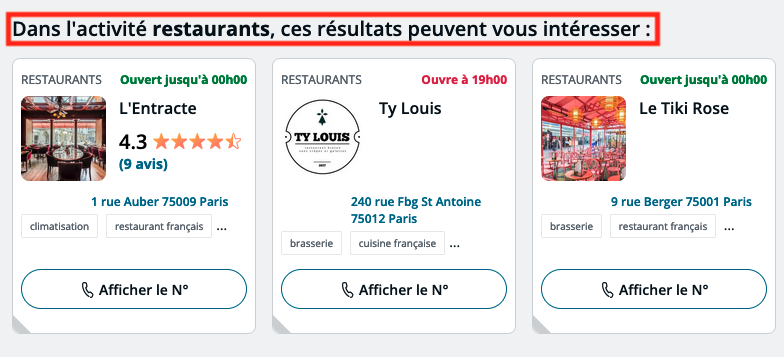 Dans l'activité restaurants, ces résultats peuvent vous intéresser :
RESTAURANTS
Ouvert jusqu'à 00h00
L'Entracte
4.3
(9 avis)
1 rue Auber 75009 Paris
climatisation
restaurant français
...
Afficher le N°
RESTAURANTS
Ouvre à 19h00
TY LOUIS
Ty Louis
240 rue Fbg St Antoine
75012 Paris
brasserie
cuisine française
...
Afficher le N°
RESTAURANTS
Ouvert jusqu'à 00h00
Le Tiki Rose
9 rue Berger 75001 Paris
brasserie
restaurant français
...
Afficher le N°